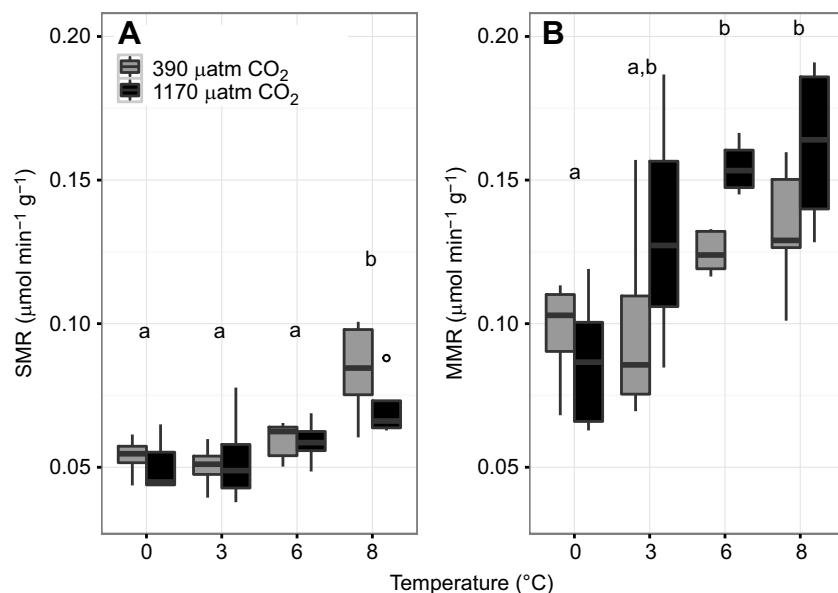 A
B
390 μatm CO₂
1170 μatm CO₂
SMR (μmol min⁻¹ g⁻¹)
0.20
0.15
0.10
0.05
a
a
a
b
0
3
6
8
MMR (μmol min⁻¹ g⁻¹)
0.20
0.15
0.10
0.05
a
a,b
b
b
0
3
6
8
Temperature (°C)